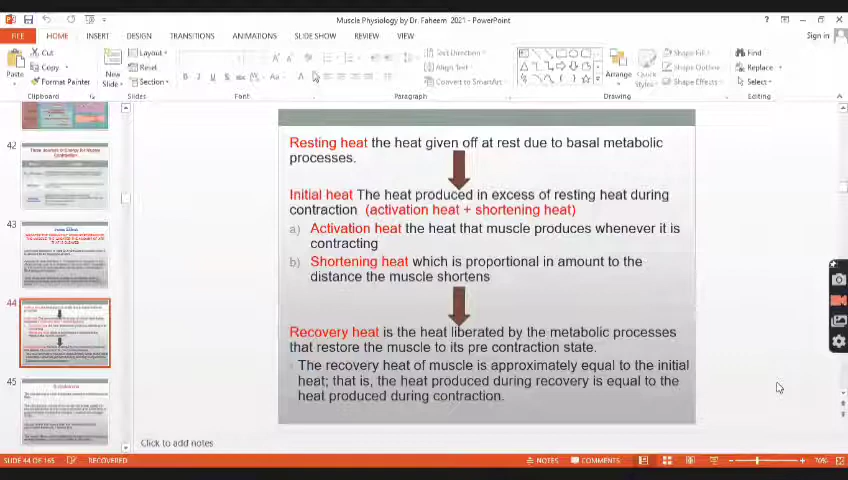 Muscle Physiology by Dr. Faheem 2021 - PowerPoint
FILE HOME INSERT DESIGN TRANSITIONS ANIMATIONS SLIDE SHOW REVIEW VIEW Sign in
Paste
Cut
Copy
Format Painter
Clipboard
New
Slide
Layout
Reset
Section
Slides
Font
Text Direction
Align Text
Convert to SmartArt
Paragraph
Arrange
Quick
Styles
Shape Fill
Shape Outline
Shape Effects
Drawing
Find
Replace
Select
Editing
42
43
44
45
Resting heat the heat given off at rest due to basal metabolic
processes.
Initial heat The heat produced in excess of resting heat during
contraction (activation heat + shortening heat)
a) Activation heat the heat that muscle produces whenever it is
contracting
b) Shortening heat which is proportional in amount to the
distance the muscle shortens
Recovery heat is the heat liberated by the metabolic processes
that restore the muscle to its pre contraction state.
The recovery heat of muscle is approximately equal to the initial
heat; that is, the heat produced during recovery is equal to the
heat produced during contraction.
Click to add notes
SLIDE 44 OF 165 RECOVERED NOTES COMMENTS 70%